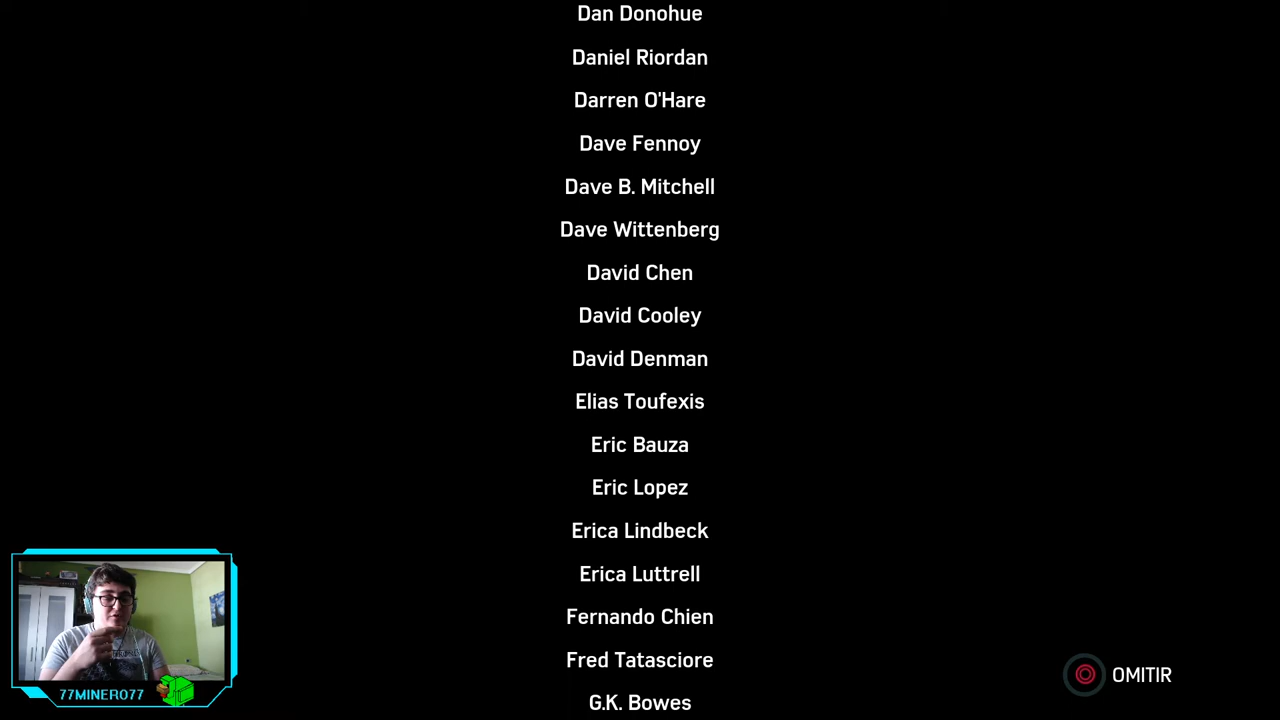 Dan Donohue
Daniel Riordan
Darren O'Hare
Dave Fennoy
Dave B. Mitchell
Dave Wittenberg
David Chen
David Cooley
David Denman
Elias Toufexis
Eric Bauza
Eric Lopez
Erica Lindbeck
Erica Luttrell
Fernando Chien
Fred Tatasciore
G.K. Bowes
OMITIR
77MINERO77